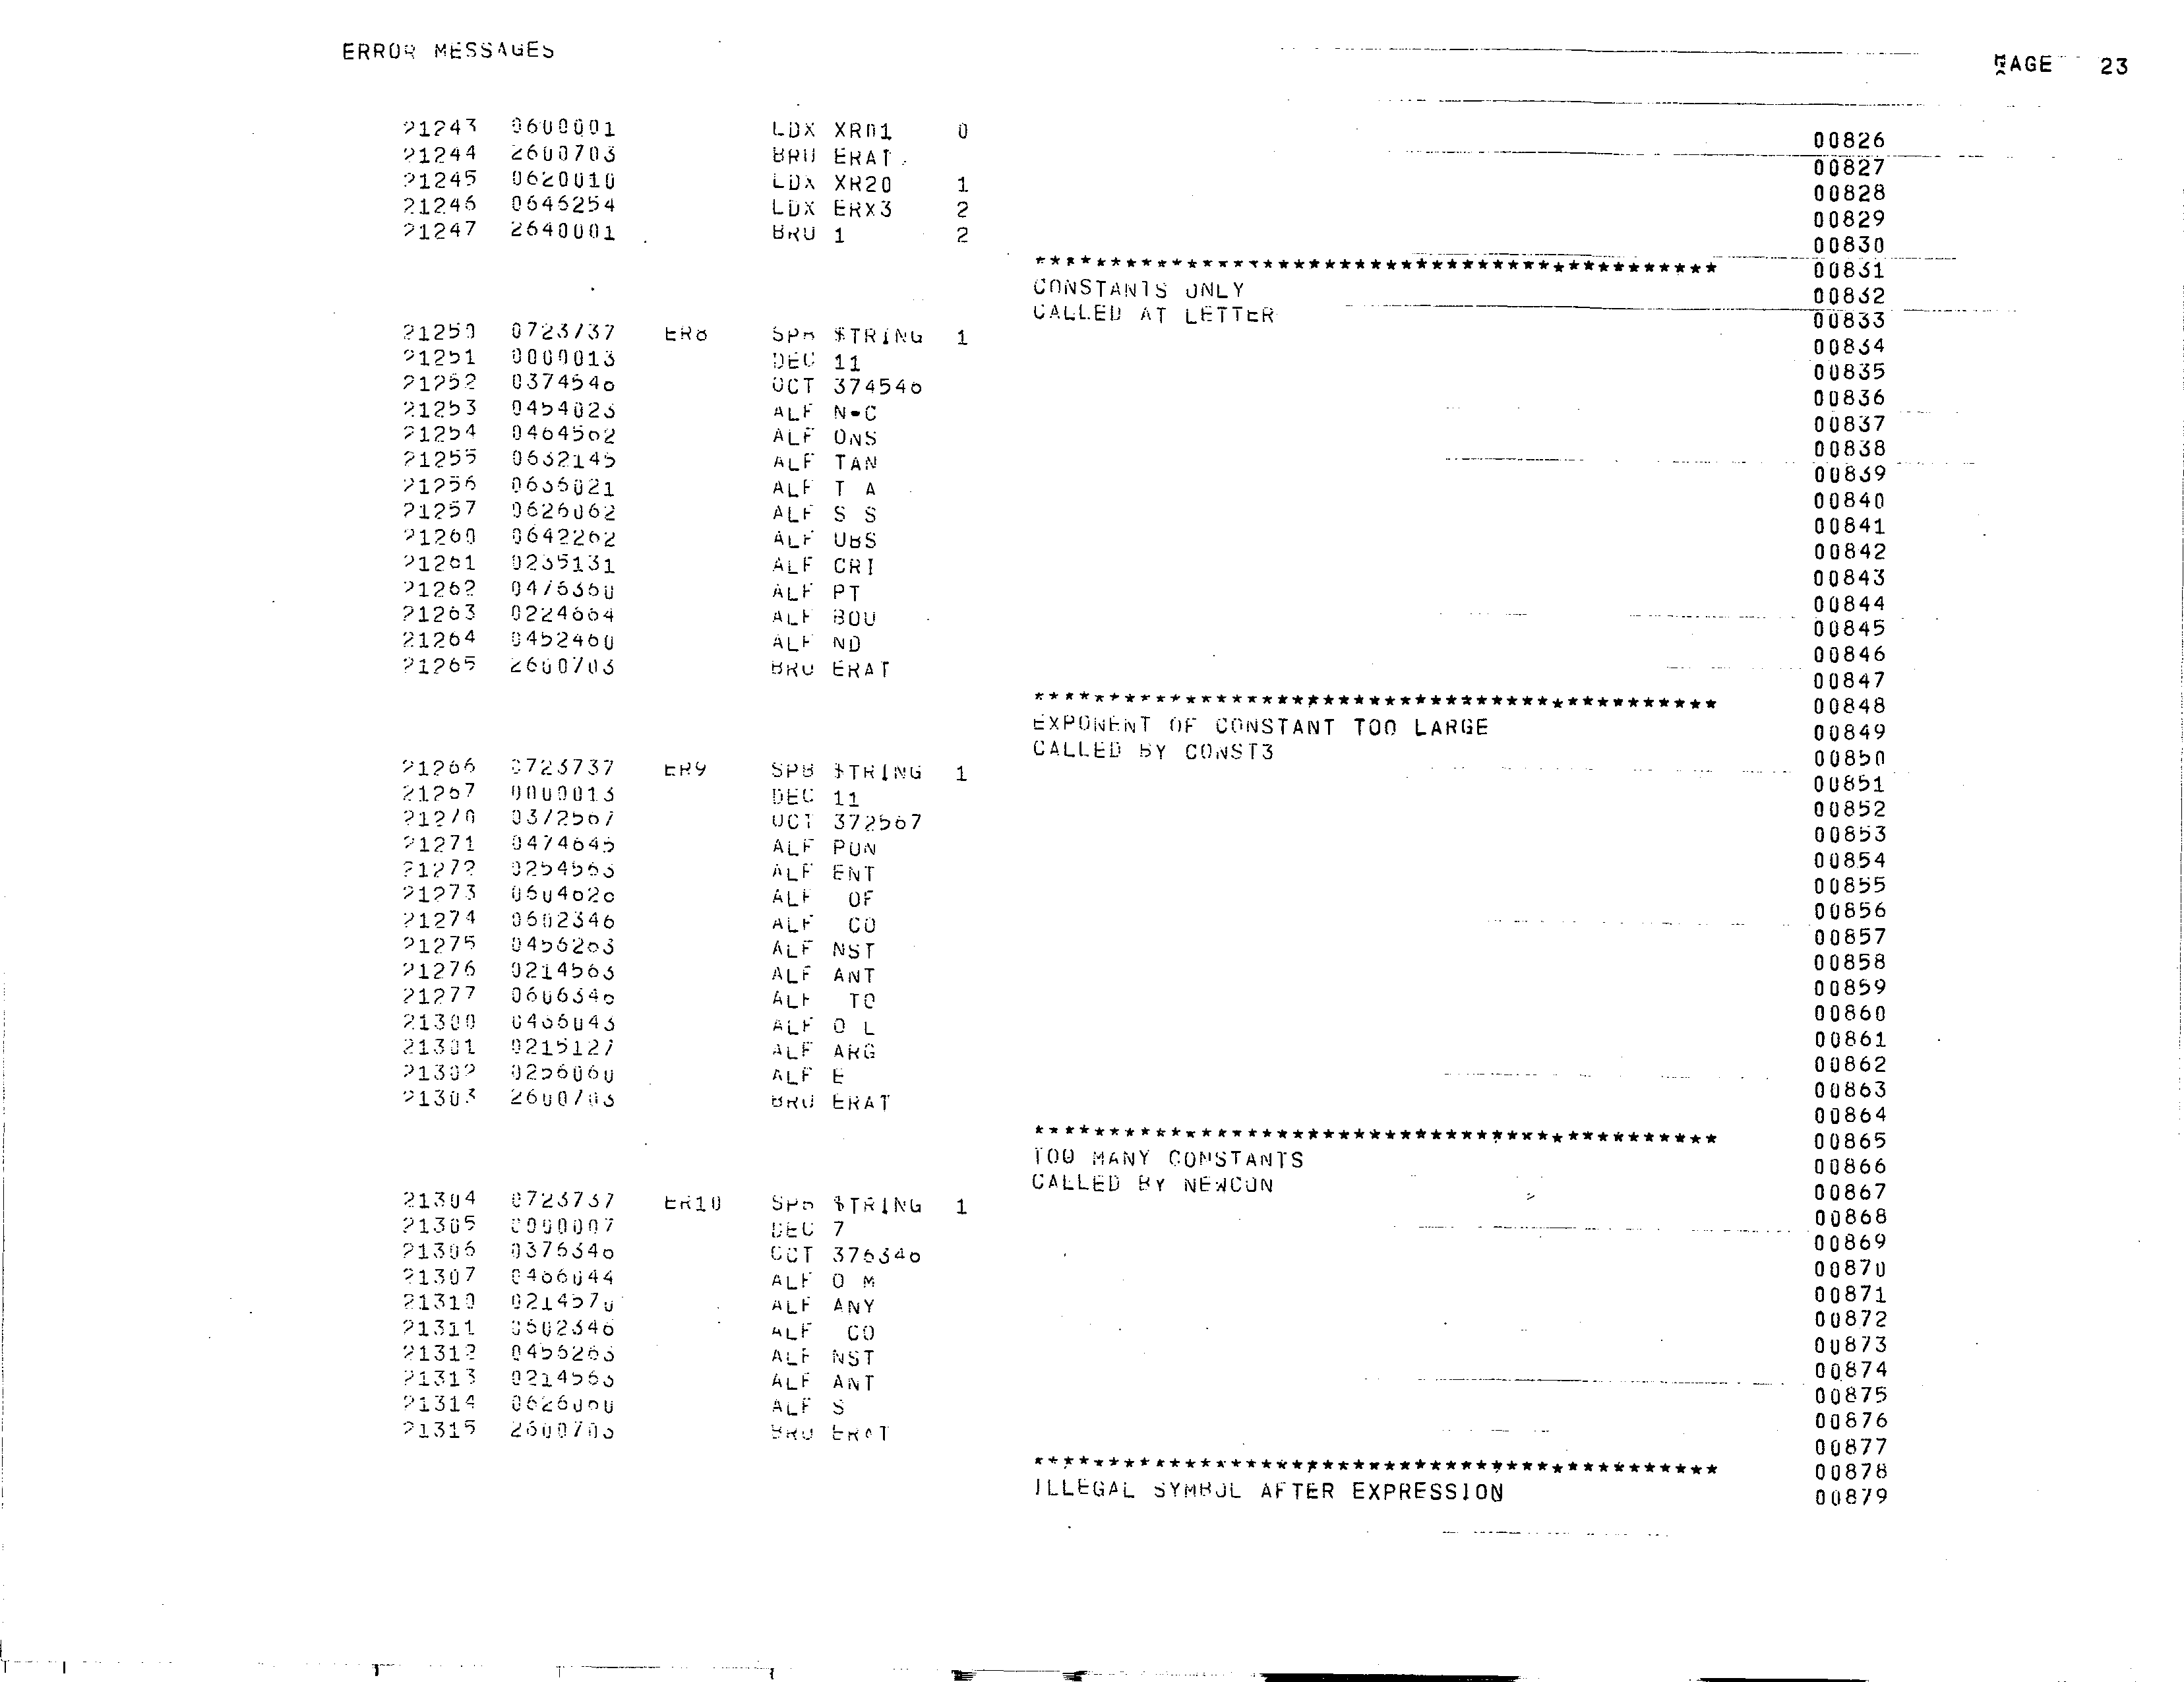 ERROR MESSAGES PAGE 23
21243 0600001 LDX XR01 0 00826
21244 2600703 BRU ERAT 00827
21245 0620010 LDX XR20 1 00828
21246 0646254 LDX ERX3 2 00829
21247 2640001 BRU 1 2 00830
********************************************* 00831
CONSTANTS ONLY 00832
CALLED AT LETTER 00833
21250 0723737 ER8 SPB $TRING 1 00834
21251 0000013 DEC 11 00835
21252 0374546 OCT 374546 00836
21253 0454023 ALF N-C 00837
21254 0464562 ALF ONS 00838
21255 0632145 ALF TAN 00839
21256 0636021 ALF T A 00840
21257 0626062 ALF S S 00841
21260 0642262 ALF UBS 00842
21261 0235131 ALF CRI 00843
21262 0476360 ALF PT 00844
21263 0224664 ALF BOU 00845
21264 0452460 ALF ND 00846
21265 2600703 BRU ERAT 00847
********************************************* 00848
EXPONENT OF CONSTANT TOO LARGE 00849
CALLED BY CONST3 00850
21266 0723737 ER9 SPB $TRING 1 00851
21267 0000013 DEC 11 00852
21270 0372567 OCT 372567 00853
21271 0474645 ALF PON 00854
21272 0254563 ALF ENT 00855
21273 0604626 ALF  OF 00856
21274 0602346 ALF  CO 00857
21275 0456263 ALF NST 00858
21276 0214563 ALF ANT 00859
21277 0606346 ALF  TO 00860
21300 0466043 ALF O L 00861
21301 0215127 ALF ARG 00862
21302 0256060 ALF E 00863
21303 2600703 BRU ERAT 00864
********************************************* 00865
TOO MANY CONSTANTS 00866
CALLED BY NEWCON 00867
21304 0723737 ER10 SPB $TRING 1 00868
21305 0000007 DEC 7 00869
21306 0376346 OCT 376346 00870
21307 0466044 ALF O M 00871
21310 0214570 ALF ANY 00872
21311 0602346 ALF  CO 00873
21312 0456263 ALF NST 00874
21313 0214563 ALF ANT 00875
21314 0626060 ALF S 00876
21315 2600703 BRU ERAT 00877
********************************************* 00878
ILLEGAL SYMBOL AFTER EXPRESSION 00879